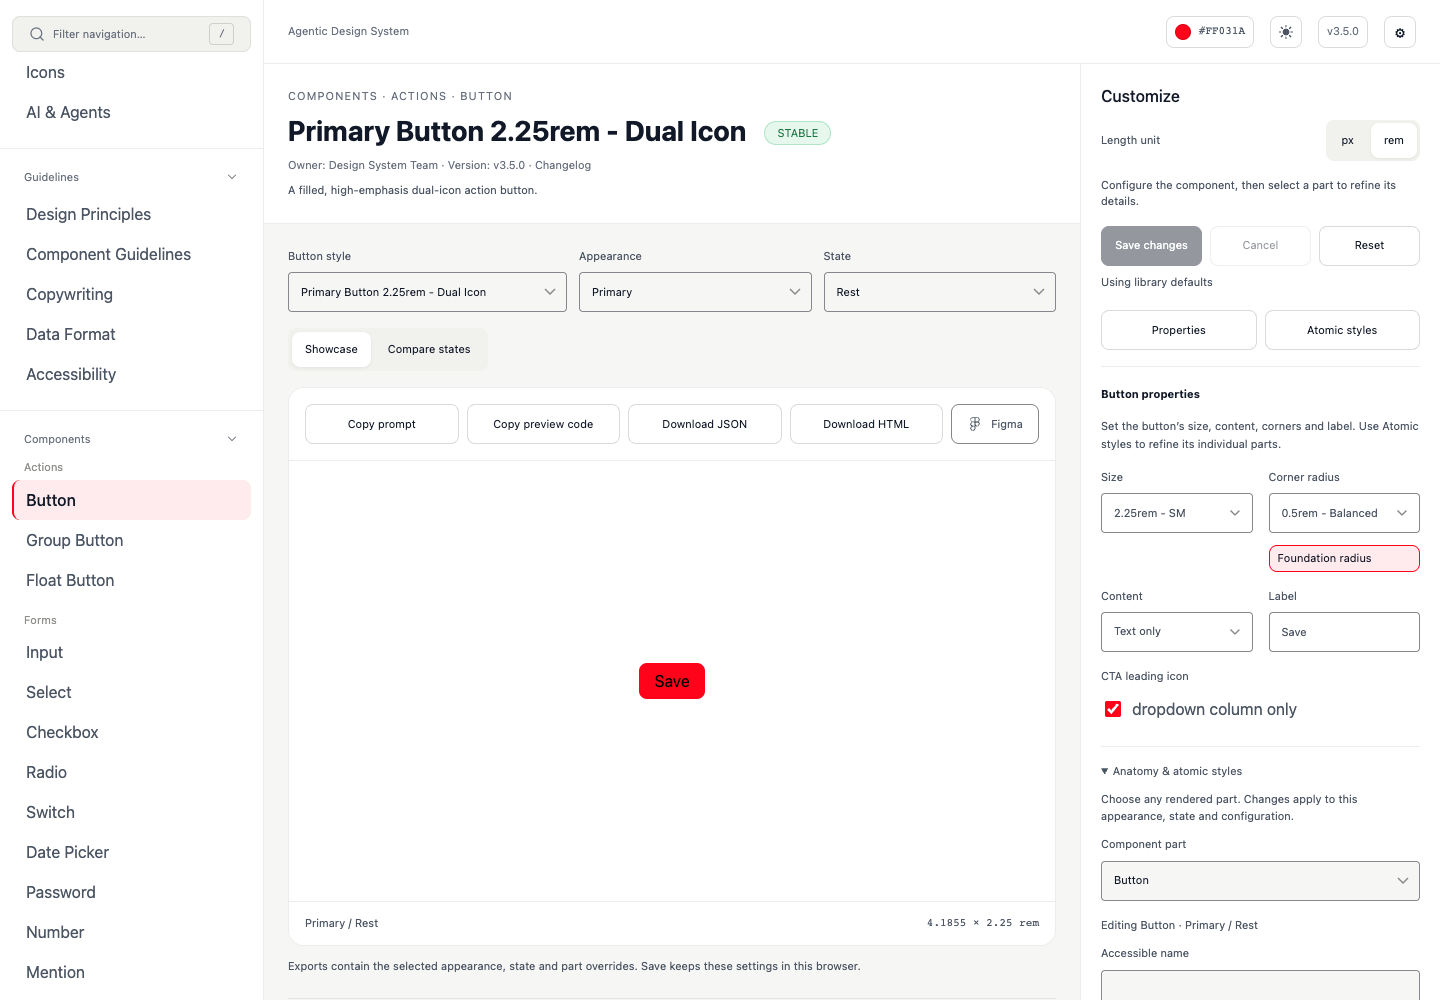 Filter navigation...
/
Icons
AI & Agents
Guidelines
Design Principles
Component Guidelines
Copywriting
Data Format
Accessibility
Components
Actions
Button
Group Button
Float Button
Forms
Input
Select
Checkbox
Radio
Switch
Date Picker
Password
Number
Mention
Agentic Design System
#FF031A
v3.5.0
COMPONENTS · ACTIONS · BUTTON
Primary Button 2.25rem - Dual Icon
STABLE
Owner: Design System Team · Version: v3.5.0 · Changelog
A filled, high-emphasis dual-icon action button.
Button style
Appearance
State
Primary Button 2.25rem - Dual Icon
Primary
Rest
Showcase
Compare states
Copy prompt
Copy preview code
Download JSON
Download HTML
Figma
Save
Primary / Rest
4.1855 × 2.25 rem
Exports contain the selected appearance, state and part overrides. Save keeps these settings in this browser.
Customize
Length unit
px
rem
Configure the component, then select a part to refine its
details.
Save changes
Cancel
Reset
Using library defaults
Properties
Atomic styles
Button properties
Set the button's size, content, corners and label. Use Atomic
styles to refine its individual parts.
Size
Corner radius
2.25rem - SM
0.5rem - Balanced
Foundation radius
Content
Label
Text only
Save
CTA leading icon
dropdown column only
▼ Anatomy & atomic styles
Choose any rendered part. Changes apply to this
appearance, state and configuration.
Component part
Button
Editing Button · Primary / Rest
Accessible name